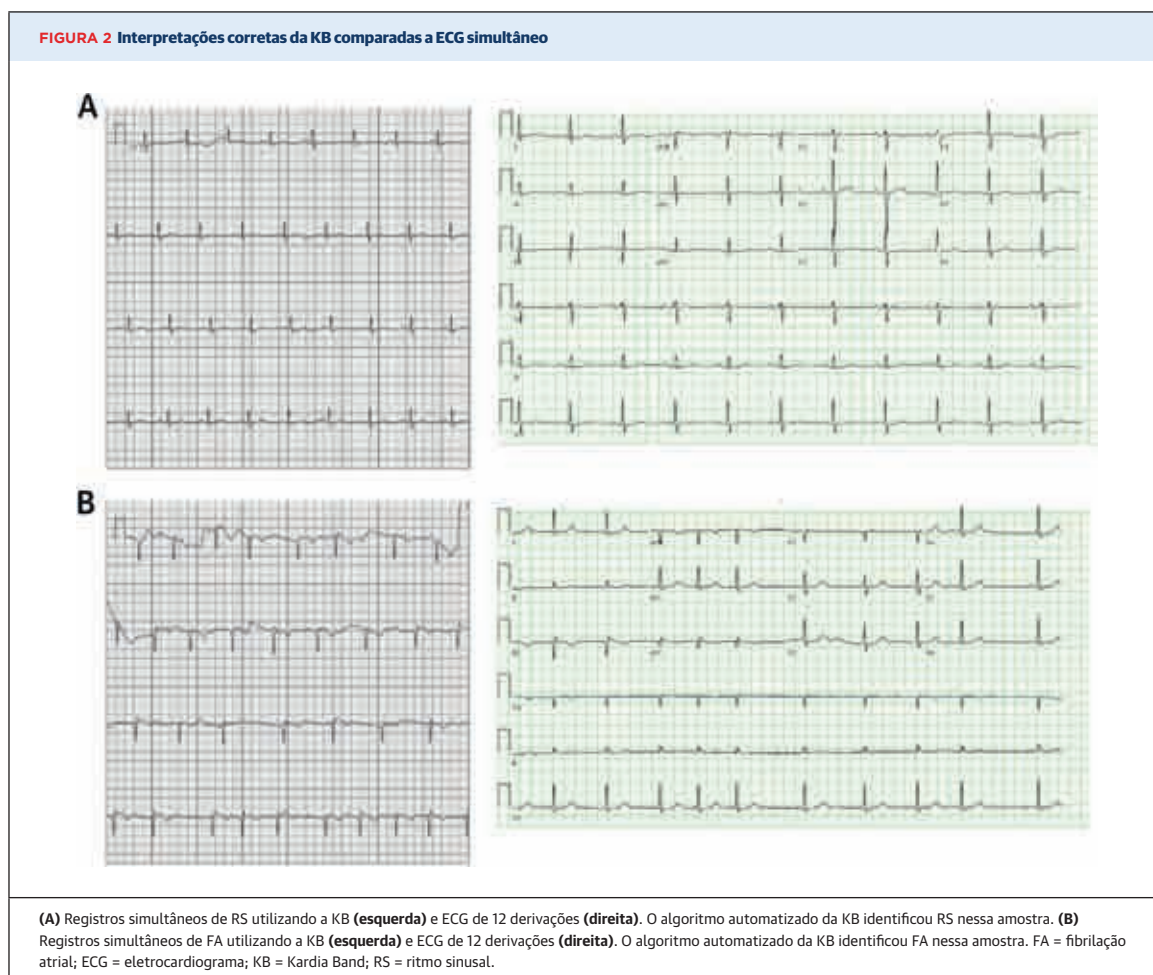 FIGURA 2 Interpretações corretas da KB comparadas a ECG simultâneo
A
B
(A) Registros simultâneos de RS utilizando a KB (esquerda) e ECG de 12 derivações (direita). O algoritmo automatizado da KB identificou RS nessa amostra. (B)
Registros simultâneos de FA utilizando a KB (esquerda) e ECG de 12 derivações (direita). O algoritmo automatizado da KB identificou FA nessa amostra. FA = fibrilação
atrial; ECG = eletrocardiograma; KB = Kardia Band; RS = ritmo sinusal.